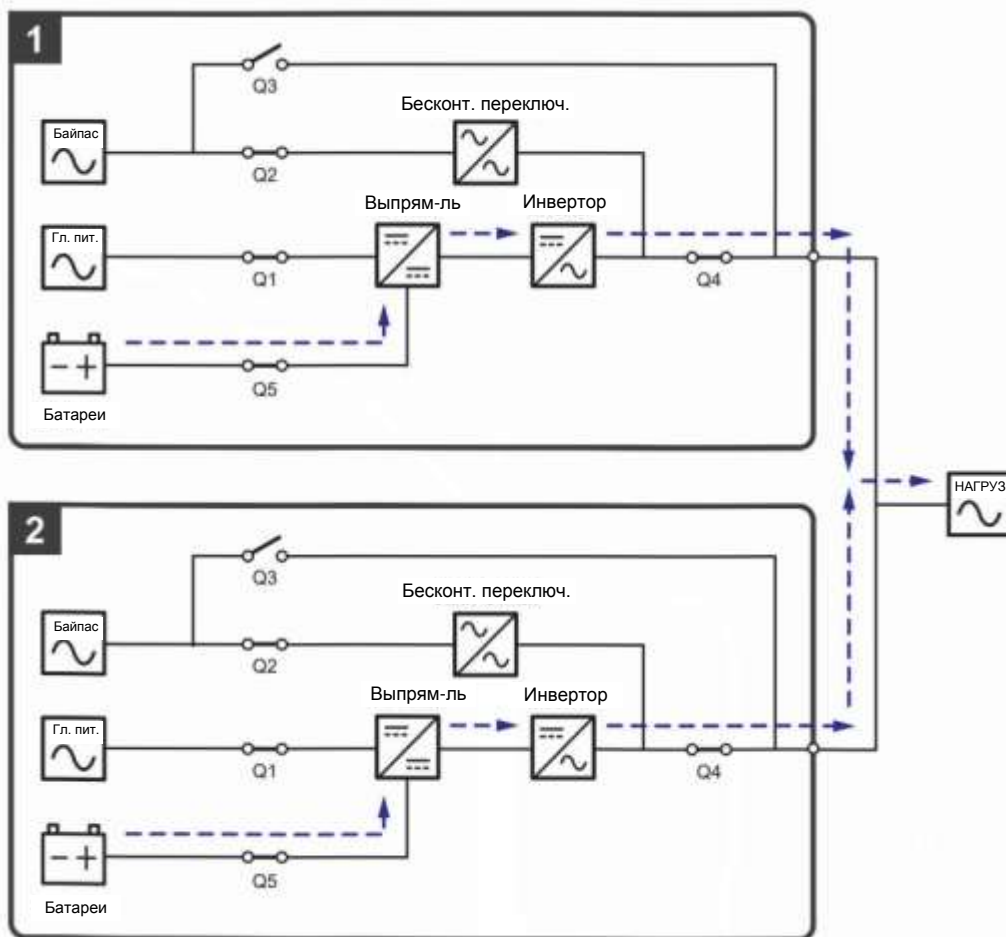 1
Q3
Бесконт. переключ.
Байпас
Q2
Выпрям-ль
Инвертор
Гл. пит.
Q1
Q4
Q5
Батареи
НАГРУЗ
2
Q3
Бесконт. переключ.
Байпас
Q2
Выпрям-ль
Инвертор
Гл. пит.
Q1
Q4
Q5
Батареи